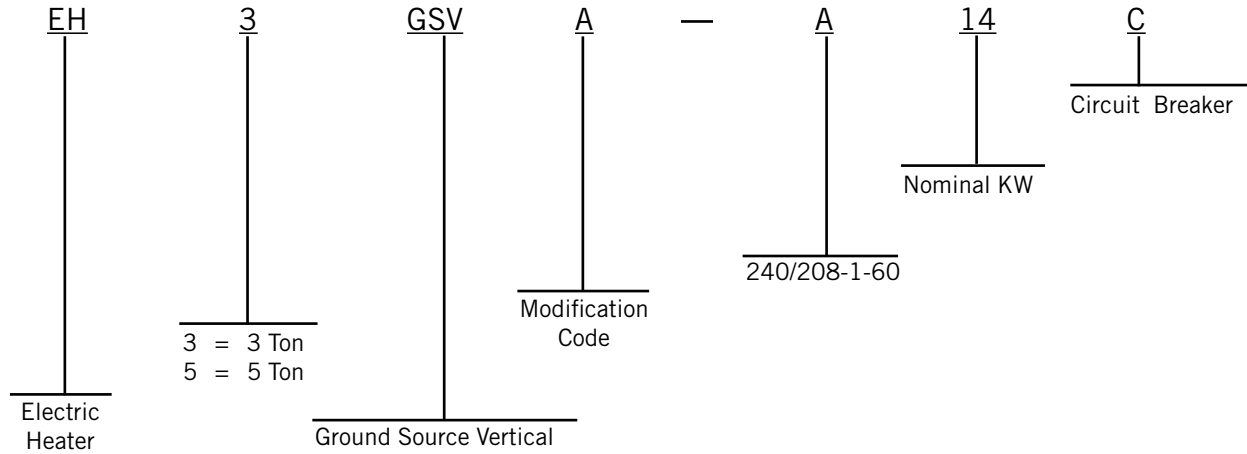 EH 3 GSV A — A 14 C
Circuit Breaker
Nominal KW
240/208-1-60
Modification
Code
3 = 3 Ton
5 = 5 Ton
Electric
Heater
Ground Source Vertical